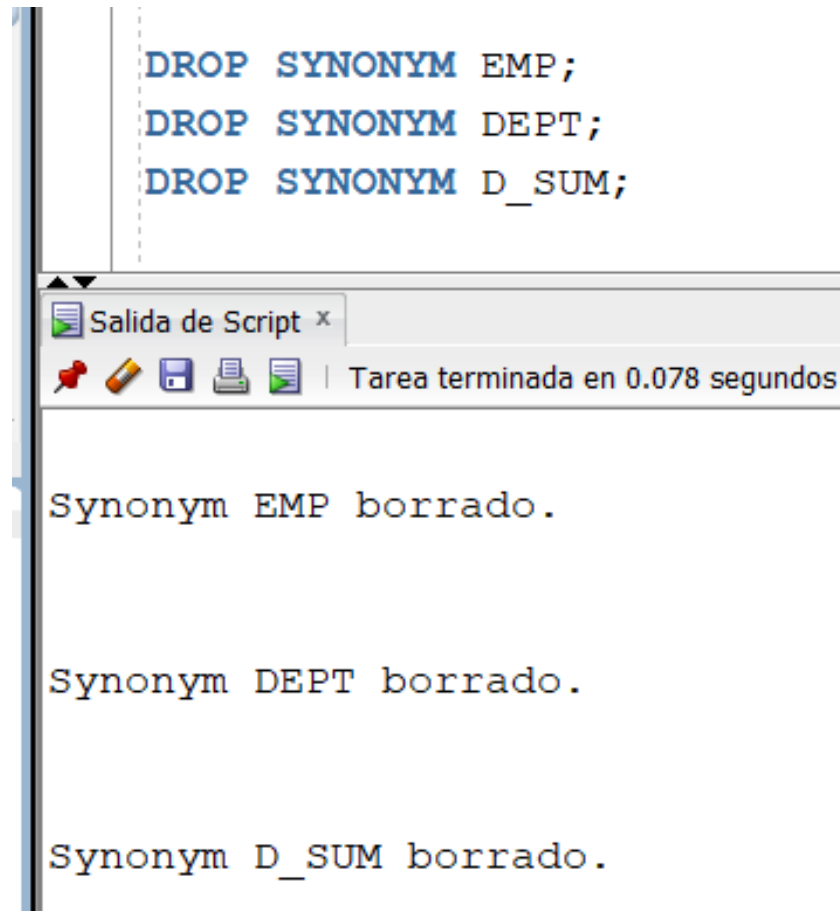 DROP SYNONYM EMP;
DROP SYNONYM DEPT;
DROP SYNONYM D_SUM;
Salida de Script x
Tarea terminada en 0.078 segundos
Synonym EMP borrado.
Synonym DEPT borrado.
Synonym D_SUM borrado.